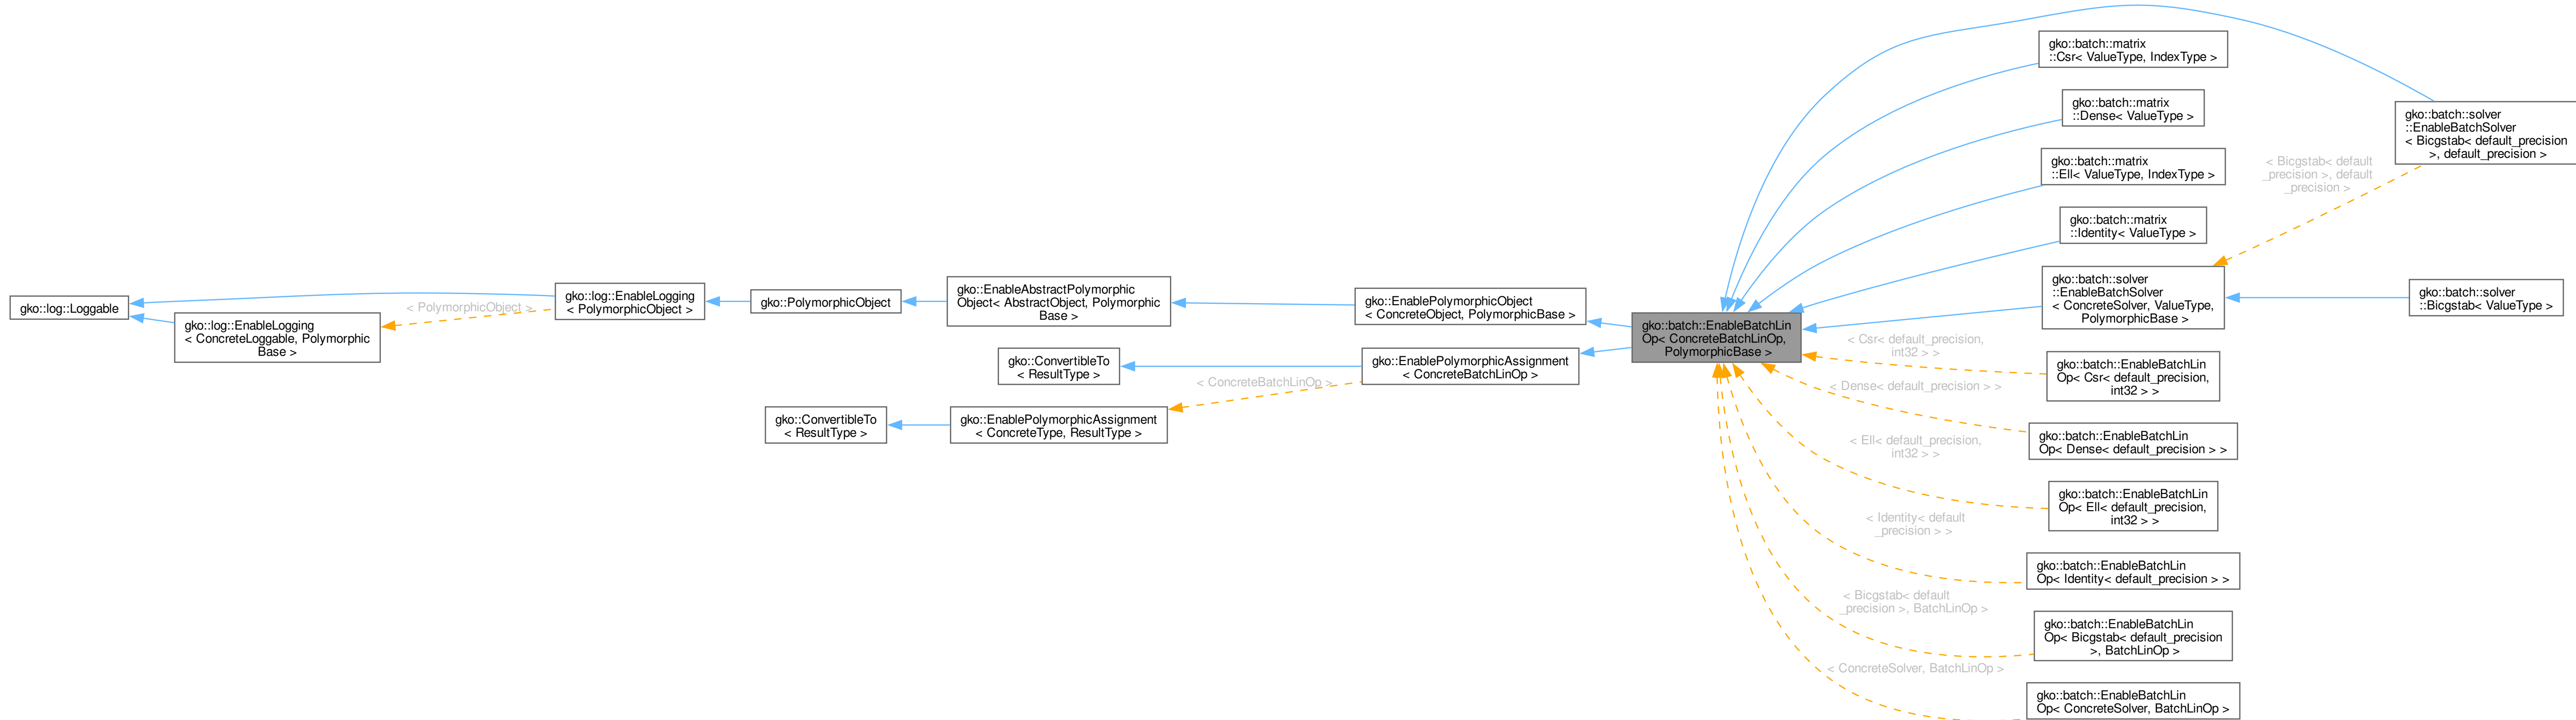 gko::log::Loggable
gko::log::EnableLogging
< ConcreteLoggable, Polymorphic
Base >
< PolymorphicObject >
gko::log::EnableLogging
< PolymorphicObject >
gko::PolymorphicObject
gko::EnableAbstractPolymorphic
Object< AbstractObject, Polymorphic
Base >
gko::ConvertibleTo
< ResultType >
gko::ConvertibleTo
< ResultType >
gko::EnablePolymorphicAssignment
< ConcreteType, ResultType >
< ConcreteBatchLinOp >
gko::EnablePolymorphicObject
< ConcreteObject, PolymorphicBase >
gko::EnablePolymorphicAssignment
< ConcreteBatchLinOp >
gko::batch::EnableBatchLin
Op< ConcreteBatchLinOp,
PolymorphicBase >
gko::batch::matrix
::Csr< ValueType, IndexType >
gko::batch::matrix
::Dense< ValueType >
gko::batch::matrix
::Ell< ValueType, IndexType >
gko::batch::matrix
::Identity< ValueType >
gko::batch::solver
::EnableBatchSolver
< ConcreteSolver, ValueType,
PolymorphicBase >
< Bicgstab< default
_precision >, default
_precision >
gko::batch::solver
::EnableBatchSolver
< Bicgstab< default_precision
>, default_precision >
gko::batch::solver
::Bicgstab< ValueType >
< Csr< default_precision,
int32 > >
gko::batch::EnableBatchLin
Op< Csr< default_precision,
int32 > >
< Dense< default_precision > >
gko::batch::EnableBatchLin
Op< Dense< default_precision > >
< Ell< default_precision,
int32 > >
gko::batch::EnableBatchLin
Op< Ell< default_precision,
int32 > >
< Identity< default
_precision > >
gko::batch::EnableBatchLin
Op< Identity< default_precision > >
< Bicgstab< default
_precision >, BatchLinOp >
gko::batch::EnableBatchLin
Op< Bicgstab< default_precision
>, BatchLinOp >
< ConcreteSolver, BatchLinOp >
gko::batch::EnableBatchLin
Op< ConcreteSolver, BatchLinOp >